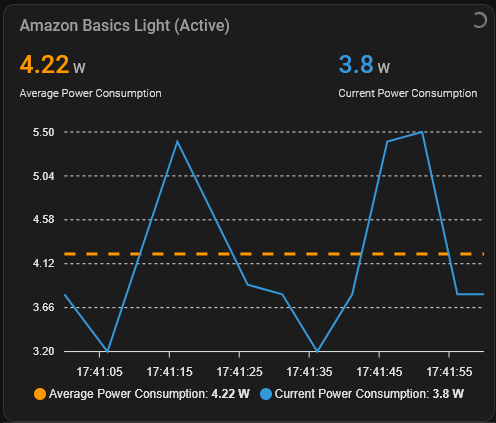 Amazon Basics Light (Active)
4.22 W 3.8 W
Average Power Consumption Current Power Consumption
5.50
5.04
4.58
4.12
3.66
3.20
17:41:05 17:41:15 17:41:25 17:41:35 17:41:45 17:41:55
Average Power Consumption: 4.22 W Current Power Consumption: 3.8 W